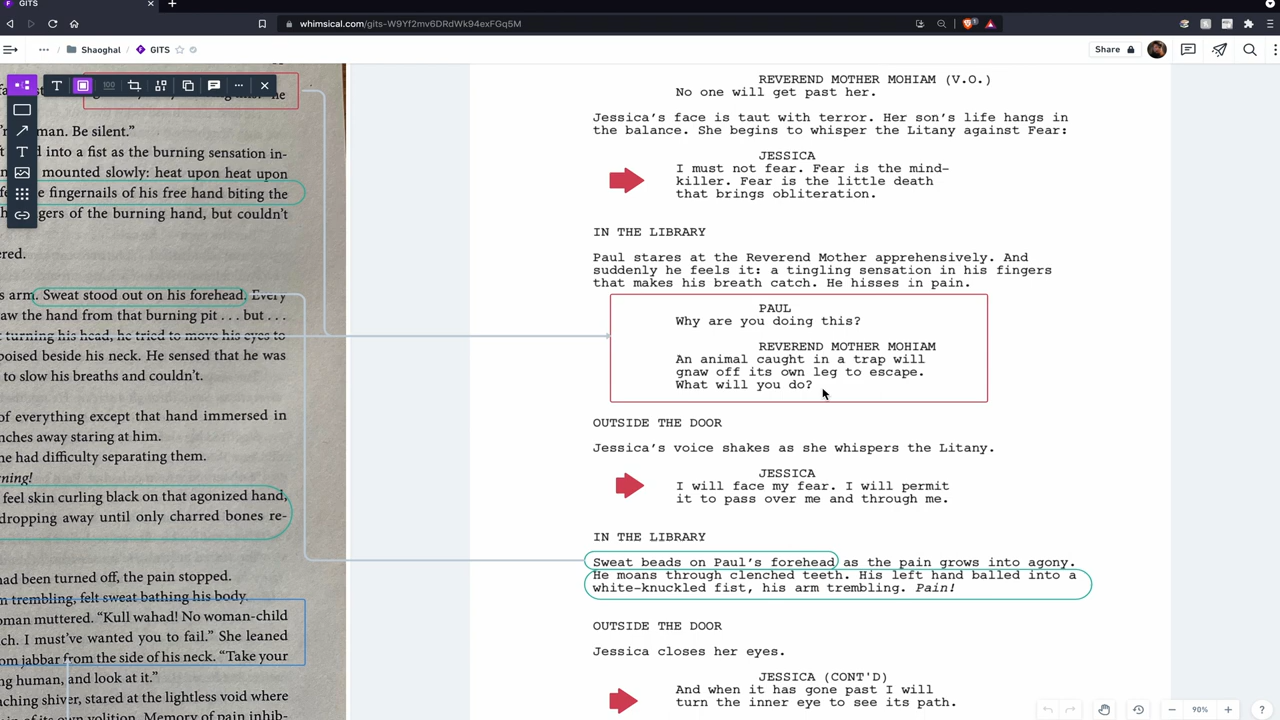 GITS
whimsical.com/gits-W9Yf2mv6DRdWk94exFGq5M
Shaoghal
GITS
Share
100
he
man. Be silent.”
into a fist as the burning sensation in-
mounted slowly: heat upon heat upon
fingernails of his free hand biting the
gers of the burning hand, but couldn't
ered.
s arm. Sweat stood out on his forehead. Every
aw the hand from that burning pit . . . but . . .
t turning his head, he tried to move his eyes to
poised beside his neck. He sensed that he was
to slow his breaths and couldn't.
of everything except that hand immersed in
nches away staring at him.
he had difficulty separating them.
rning!
feel skin curling black on that agonized hand,
dropping away until only charred bones re-
had been turned off, the pain stopped.
m trembling, felt sweat bathing his body.
oman muttered. “Kull wahad! No woman-child
ch. I must've wanted you to fail.” She leaned
om jabbar from the side of his neck. “Take your
ng human, and look at it.”
ching shiver, stared at the lightless void where
of its own volition. Memory of pain inhib-
REVEREND MOTHER MOHIAM (V.O.)
No one will get past her.
Jessica's face is taut with terror. Her son's life hangs in
the balance. She begins to whisper the Litany against Fear:
JESSICA
I must not fear. Fear is the mind-
killer. Fear is the little death
that brings obliteration.
IN THE LIBRARY
Paul stares at the Reverend Mother apprehensively. And
suddenly he feels it: a tingling sensation in his fingers
that makes his breath catch. He hisses in pain.
PAUL
Why are you doing this?
REVEREND MOTHER MOHIAM
An animal caught in a trap will
gnaw off its own leg to escape.
What will you do?
OUTSIDE THE DOOR
Jessica's voice shakes as she whispers the Litany.
JESSICA
I will face my fear. I will permit
it to pass over me and through me.
IN THE LIBRARY
Sweat beads on Paul's forehead as the pain grows into agony.
He moans through clenched teeth. His left hand balled into a
white-knuckled fist, his arm trembling. Pain!
OUTSIDE THE DOOR
Jessica closes her eyes.
JESSICA (CONT'D)
And when it has gone past I will
turn the inner eye to see its path.
90%